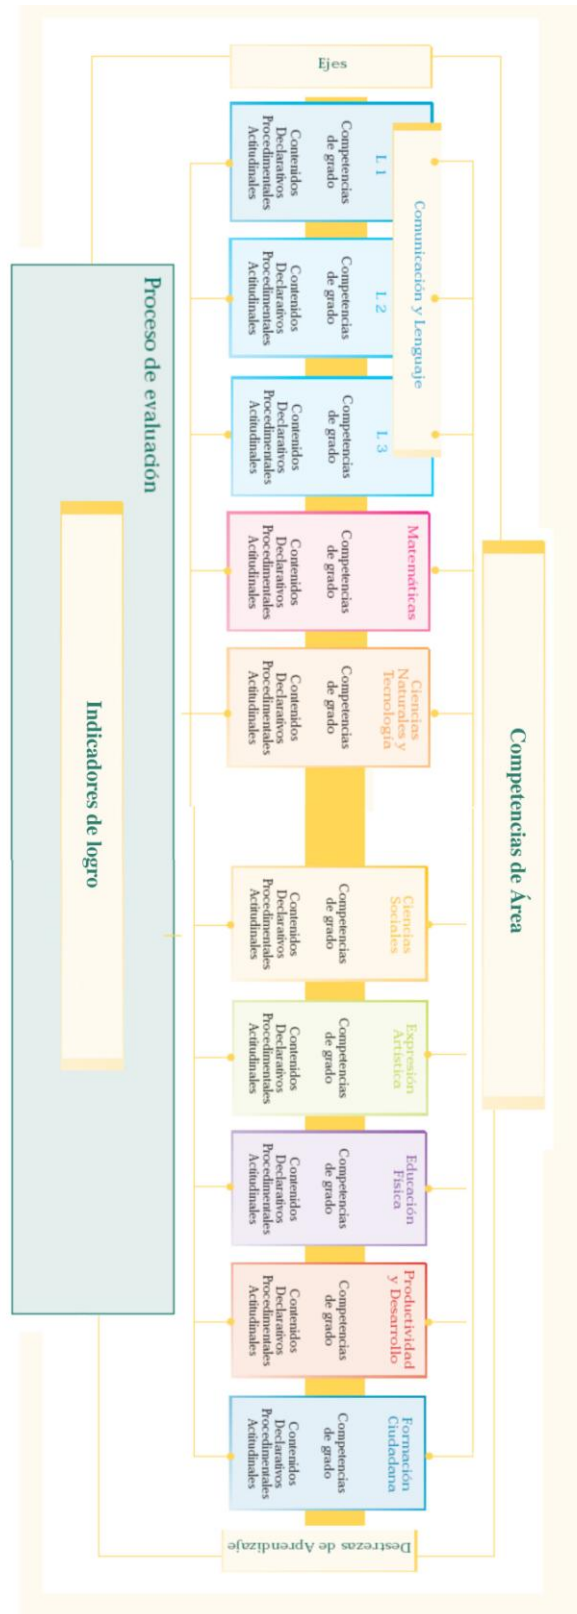 Competencias de Área
Ejes
Comunicación y Lenguaje
L 1
Competencias
de grado
Contenidos
Declarativos
Procedimentales
Actitudinales
L 2
Competencias
de grado
Contenidos
Declarativos
Procedimentales
Actitudinales
L 3
Competencias
de grado
Contenidos
Declarativos
Procedimentales
Actitudinales
Matemáticas
Competencias
de grado
Contenidos
Declarativos
Procedimentales
Actitudinales
Ciencias
Naturales y
Tecnología
Competencias
de grado
Contenidos
Declarativos
Procedimentales
Actitudinales
Ciencias
Sociales
Competencias
de grado
Contenidos
Declarativos
Procedimentales
Actitudinales
Expresión
Artística
Competencias
de grado
Contenidos
Declarativos
Procedimentales
Actitudinales
Educación
Física
Competencias
de grado
Contenidos
Declarativos
Procedimentales
Actitudinales
Productividad
y Desarrollo
Competencias
de grado
Contenidos
Declarativos
Procedimentales
Actitudinales
Formación
Ciudadana
Competencias
de grado
Contenidos
Declarativos
Procedimentales
Actitudinales
Destrezas de Aprendizaje
Proceso de evaluación
Indicadores de logro